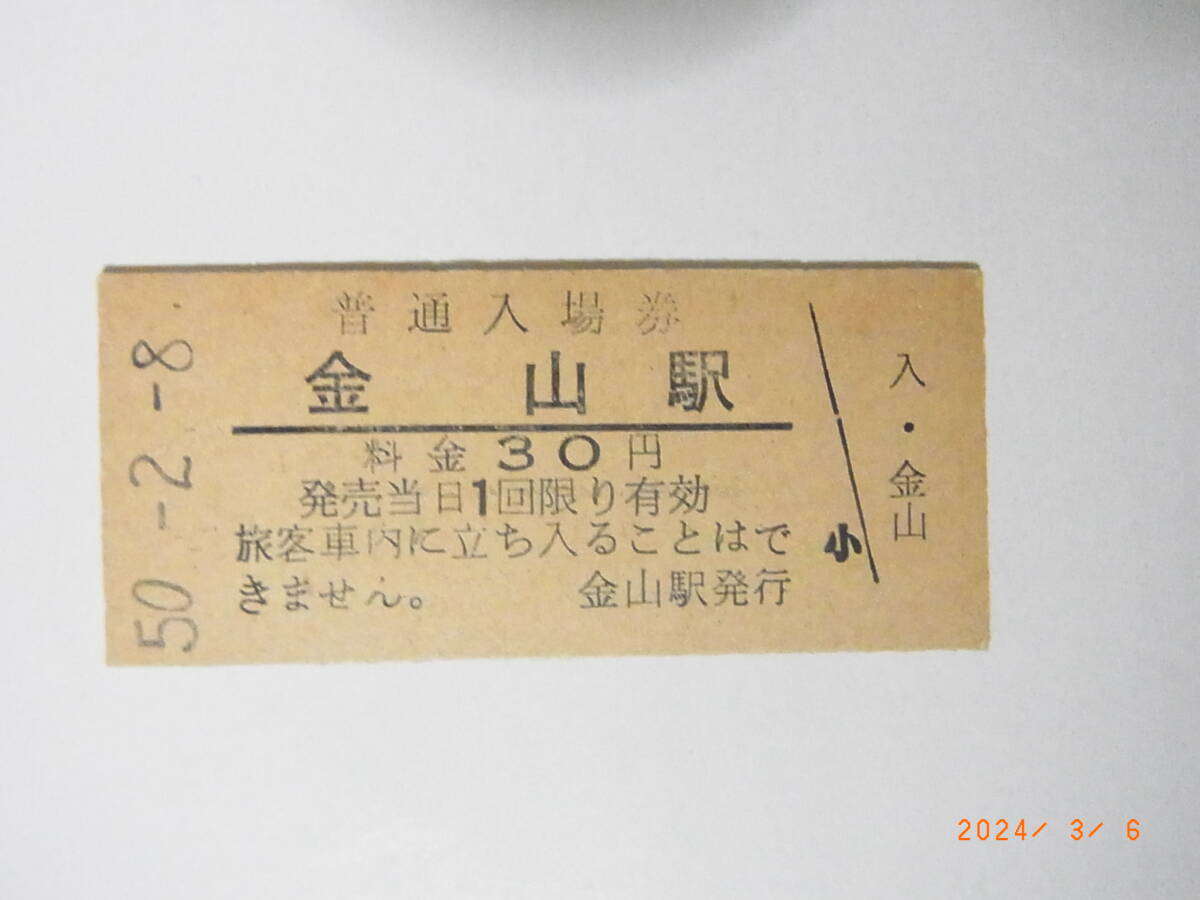 普通入場券
金山駅
料金30円
発売当日1回限り有効
旅客車内に立ち入ることはで
きません。 金山駅発行
50-2-8.
小
入・金山
2024/ 3/ 6